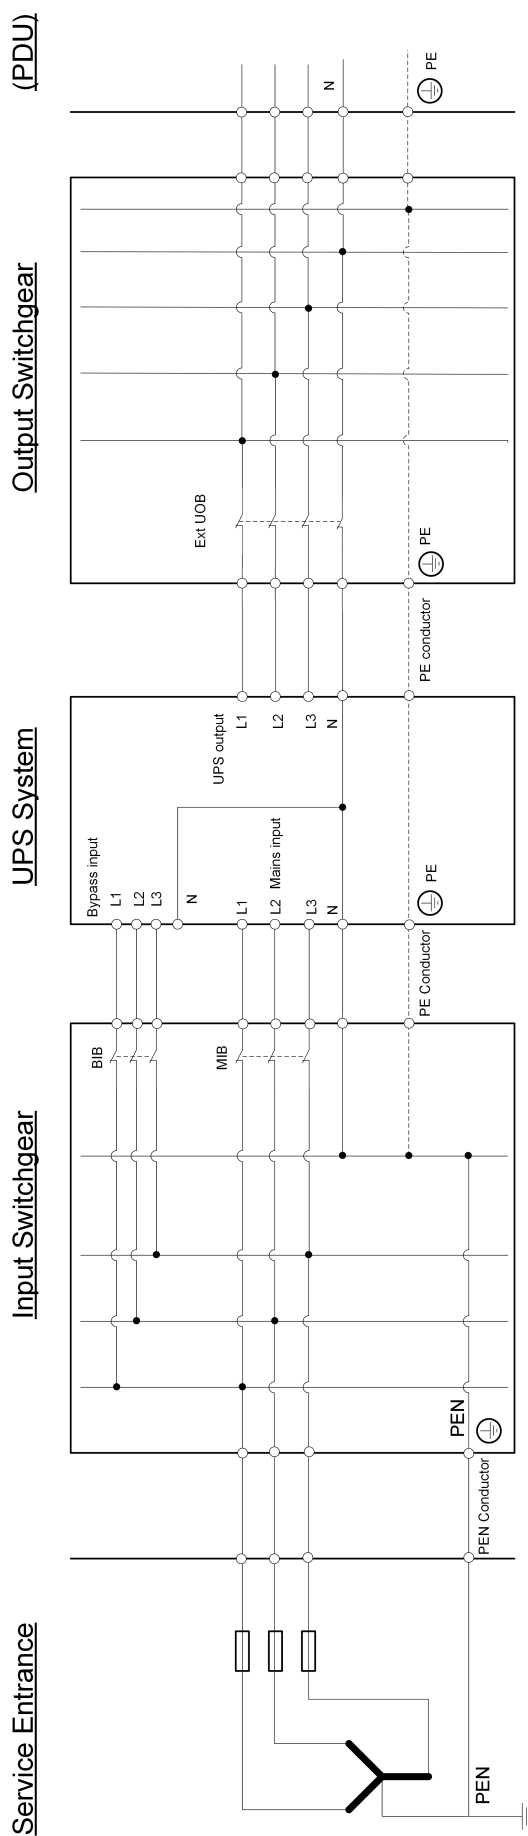 Service Entrance
PEN
PEN Conductor
Input Switchgear
BIB
MIB
PEN
UPS System
Bypass input
L1
L2
L3
N
Mains input
L1
L2
L3
N
UPS output
L1
L2
L3
N
PE Conductor
PE
PE conductor
Output Switchgear
Ext UOB
PE
(PDU)
N
PE